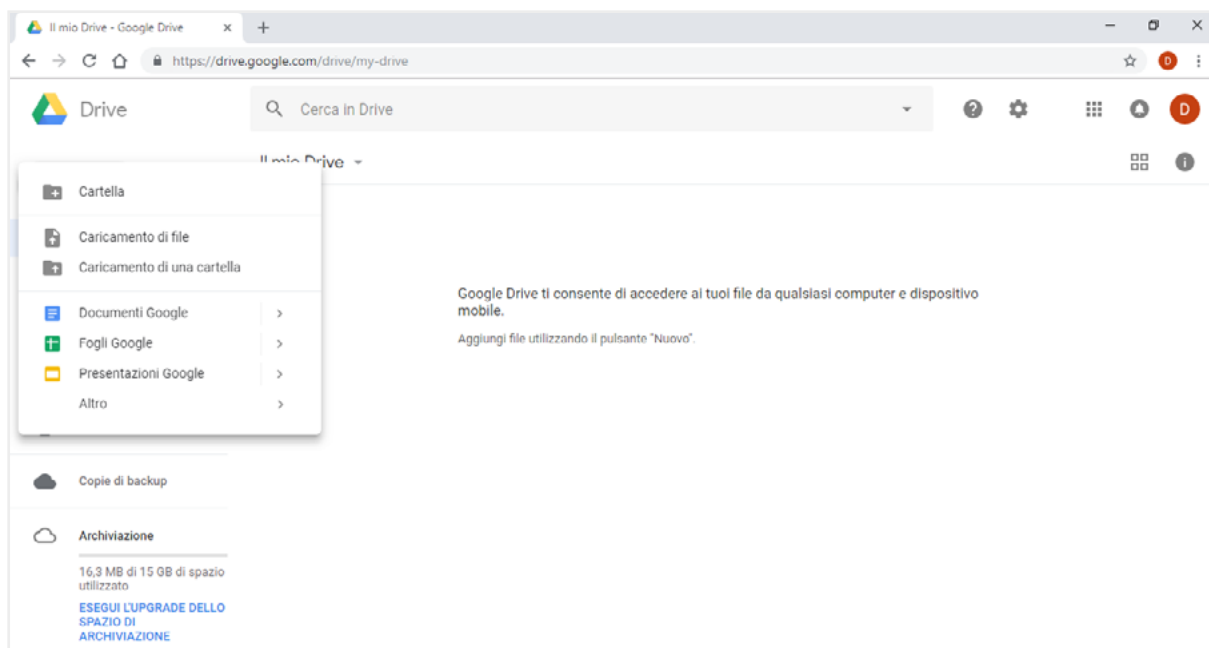 Il mio Drive - Google Drive
https://drive.google.com/drive/my-drive
D
Drive
Cerca in Drive
D
Il mio Drive
Cartella
Caricamento di file
Caricamento di una cartella
Documenti Google
Fogli Google
Presentazioni Google
Altro
Google Drive ti consente di accedere ai tuoi file da qualsiasi computer e dispositivo
mobile.
Aggiungi file utilizzando il pulsante "Nuovo".
Copie di backup
Archiviazione
16,3 MB di 15 GB di spazio
utilizzato
ESEGUI L'UPGRADE DELLO
SPAZIO DI
ARCHIVIAZIONE